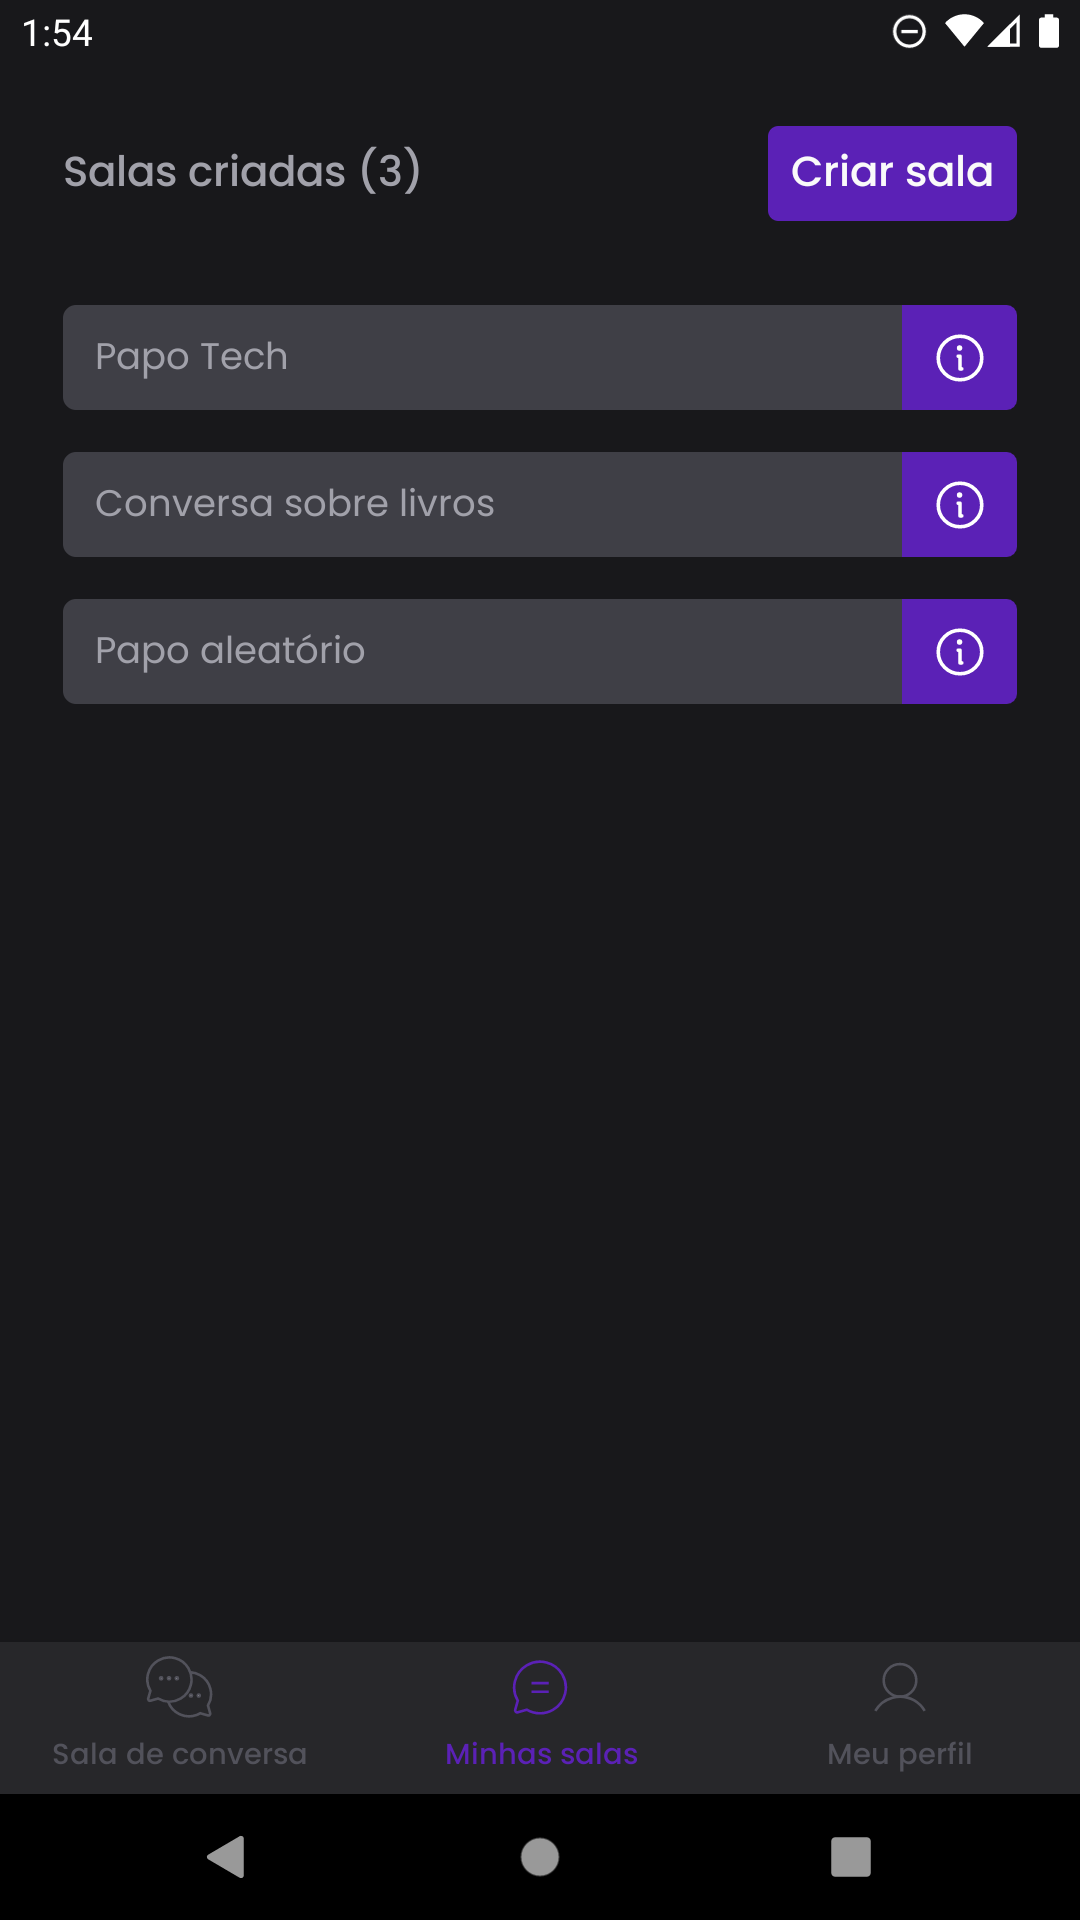 1:54
Salas criadas (3)
Criar sala
Papo Tech
Conversa sobre livros
Papo aleatório
Sala de conversa
Minhas salas
Meu perfil